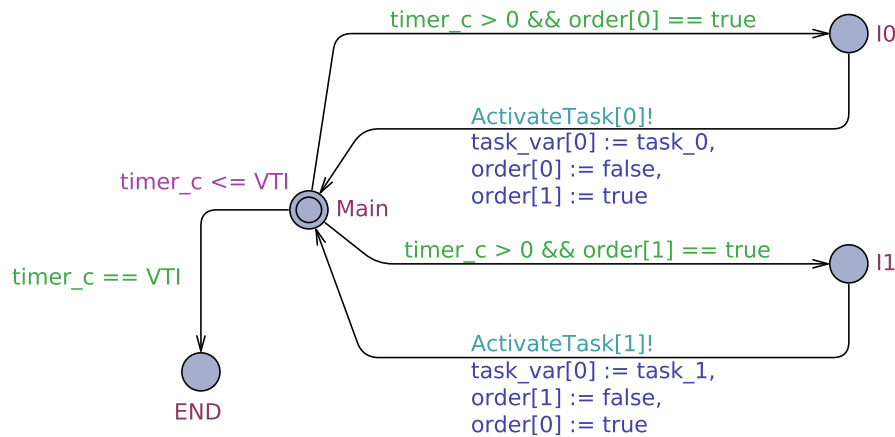 timer_c > 0 && order[0] == true
I0
ActivateTask[0]!
task_var[0] := task_0,
order[0] := false,
order[1] := true
timer_c <= VTI
Main
timer_c > 0 && order[1] == true
I1
timer_c == VTI
ActivateTask[1]!
task_var[0] := task_1,
order[1] := false,
order[0] := true
END